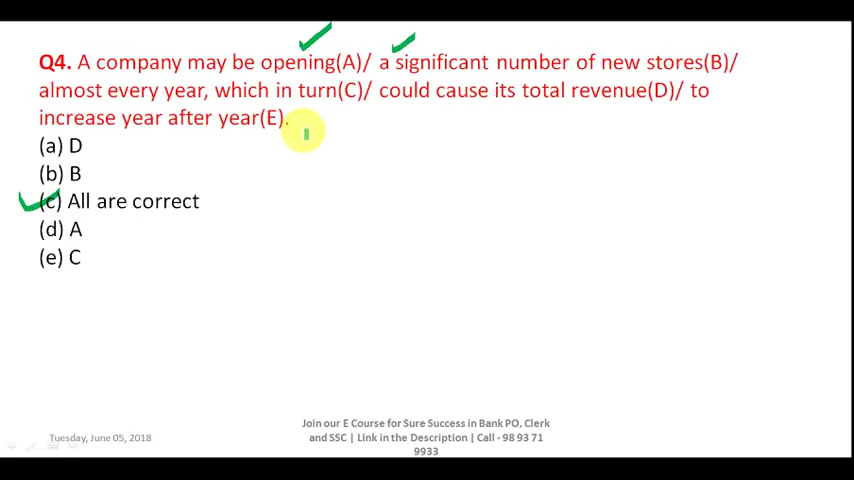 Q4. A company may be opening(A)/ a significant number of new stores(B)/
almost every year, which in turn(C)/ could cause its total revenue(D)/ to
increase year after year(E).
(a) D
(b) B
(c) All are correct
(d) A
(e) C
Tuesday, June 05, 2018
Join our E Course for Sure Success in Bank PO, Clerk
and SSC | Link in the Description | Call - 98 93 71
9933